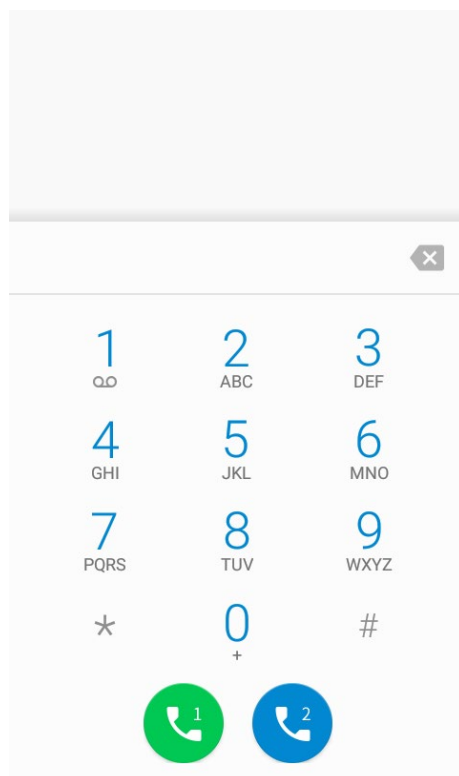 1 2 3
ABC DEF
4 5 6
GHI JKL MNO
7 8 9
PQRS TUV WXYZ
* 0 #
+
1 2